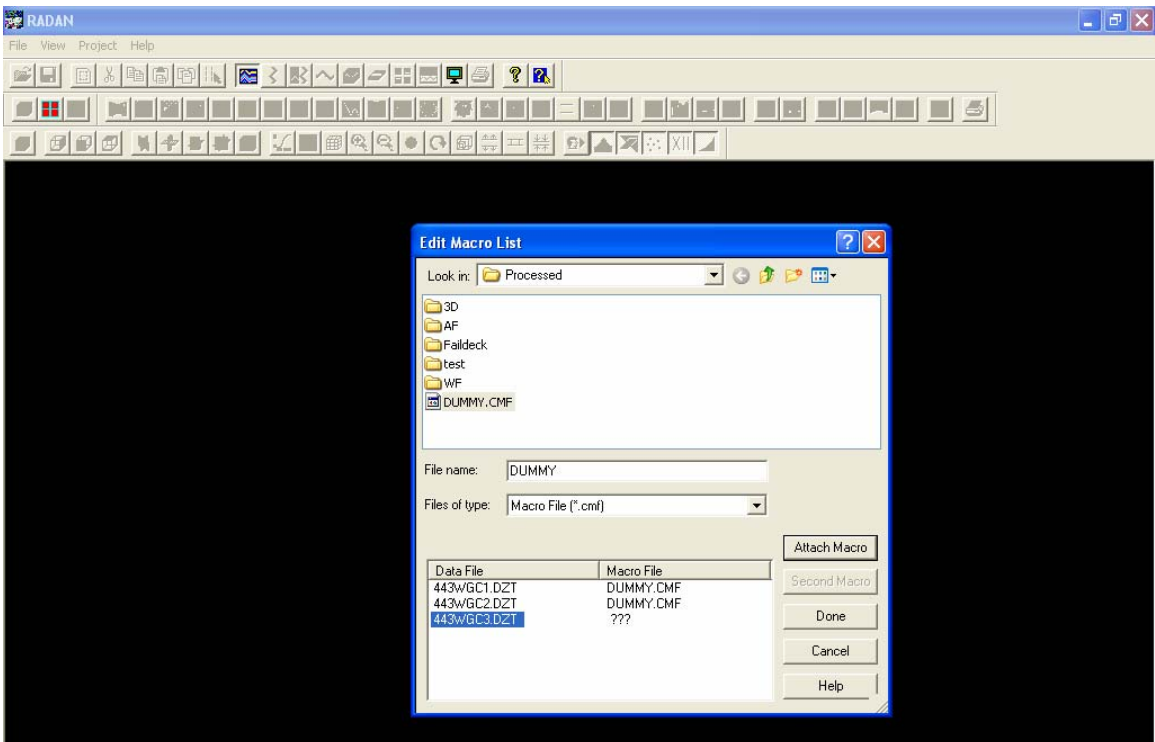 RADAN
File View Project Help
XII
Edit Macro List
Look in: Processed
3D
AF
Faildeck
test
WF
DUMMY.CMF
File name: DUMMY
Files of type: Macro File (*.cmf)
Attach Macro
Data File Macro File
Second Macro
443WGC1.DZT DUMMY.CMF
443WGC2.DZT DUMMY.CMF
443WGC3.DZT ???
Done
Cancel
Help